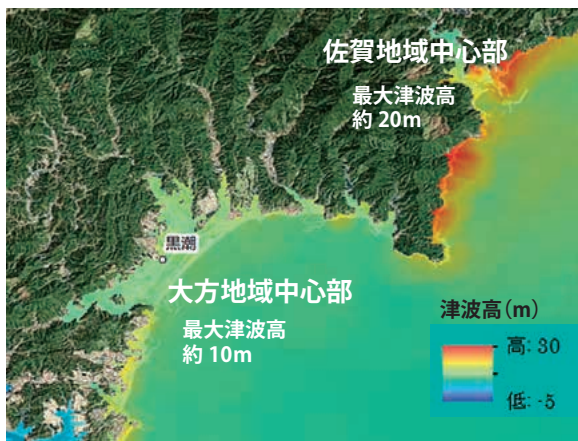 佐賀地域中心部
最大津波高
約 20m
黒潮
大方地域中心部
最大津波高
約 10m
津波高(m)
高: 30
低: -5